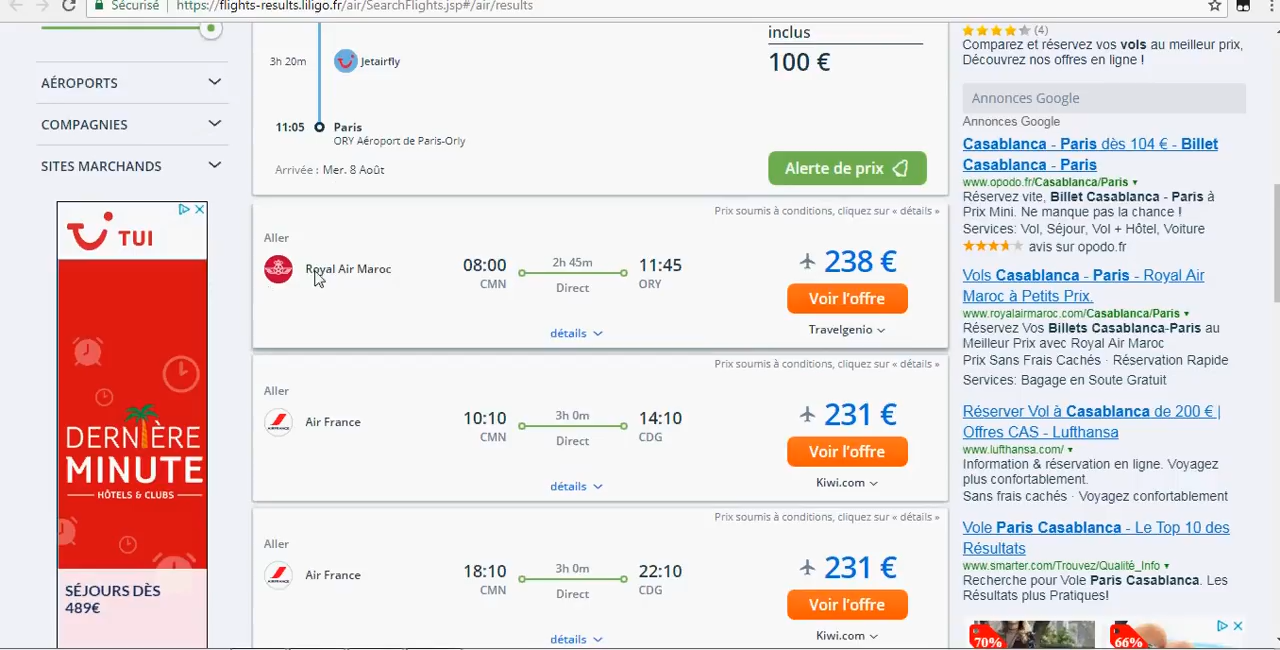 Sécurisé
https://flights-results.liligo.fr/air/SearchFlights.jsp#/air/results
AÉROPORTS
COMPAGNIES
SITES MARCHANDS
TUI
DERNIÈRE
MINUTE
HÔTELS & CLUBS
SÉJOURS DÈS
489€
inclus
3h 20m
Jetairfly
100 €
11:05
Paris
ORY Aéroport de Paris-Orly
Arrivée : Mer. 8 Août
Alerte de prix
Prix soumis à conditions, cliquez sur « détails »
Aller
Royal Air Maroc
08:00
CMN
2h 45m
Direct
11:45
ORY
238 €
Voir l'offre
Travelgenio
détails
Prix soumis à conditions, cliquez sur « détails »
Aller
Air France
10:10
CMN
3h 0m
Direct
14:10
CDG
231 €
Voir l'offre
Kiwi.com
détails
Prix soumis à conditions, cliquez sur « détails »
Aller
Air France
18:10
CMN
3h 0m
Direct
22:10
CDG
231 €
Voir l'offre
Kiwi.com
détails
(4)
Comparez et réservez vos vols au meilleur prix,
Découvrez nos offres en ligne !
Annonces Google
Annonces Google
Casablanca - Paris dès 104 € - Billet
Casablanca - Paris
www.opodo.fr/Casablanca/Paris
Réservez vite, Billet Casablanca - Paris à
Prix Mini. Ne manque pas la chance !
Services: Vol, Séjour, Vol + Hôtel, Voiture
avis sur opodo.fr
Vols Casablanca - Paris - Royal Air
Maroc à Petits Prix.
www.royalairmaroc.com/Casablanca/Paris
Réservez Vos Billets Casablanca-Paris au
Meilleur Prix avec Royal Air Maroc
Prix Sans Frais Cachés · Réservation Rapide
Services: Bagage en Soute Gratuit
Réserver Vol à Casablanca de 200 € |
Offres CAS - Lufthansa
www.lufthansa.com/
Information & réservation en ligne. Voyagez
plus confortablement.
Sans frais cachés · Voyagez confortablement
Vole Paris Casablanca - Le Top 10 des
Résultats
www.smarter.com/Trouvez/Qualité_Info
Recherche pour Vole Paris Casablanca. Les
Résultats plus Pratiques!
70%
66%